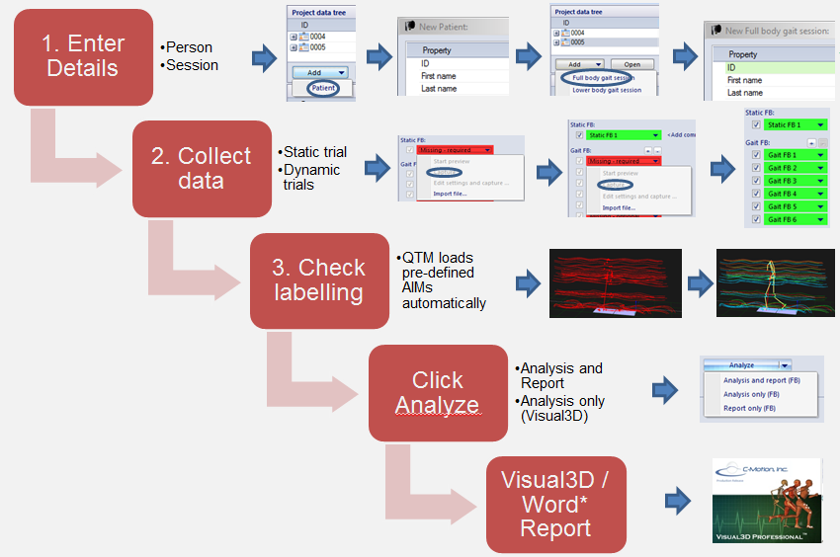 1. Enter
Details
•Person
•Session
Project data tree
ID
0004
0005
Add
Patient
New Patient:
Property
ID
First name
Last name
Project data tree
ID
0004
0005
Add
Open
Full body gait session
Lower body gait session
New Full body gait session:
Property
ID
First name
Last name
2. Collect
data
•Static trial
•Dynamic
trials
Static FB:
Missing - required
Gait FB:
Start preview
Capture
Edit settings and capture ...
Import file...
Static FB:
Static FB 1
<Add com
Gait FB:
Missing - required
Start preview
Capture
Edit settings and capture ...
Import file...
Static FB:
Static FB 1
Gait FB:
Gait FB 1
Gait FB 2
Gait FB 3
Gait FB 4
Gait FB 5
Gait FB 6
3. Check
labelling
•QTM loads
pre-defined
AIMs
automatically
Click
Analyze
•Analysis and
Report
•Analysis only
(Visual3D)
Analyze
Analysis and report (FB)
Analysis only (FB)
Report only (FB)
Visual3D /
Word*
Report
C-Motion, Inc.
VISUAL3D PROFESSIONAL™